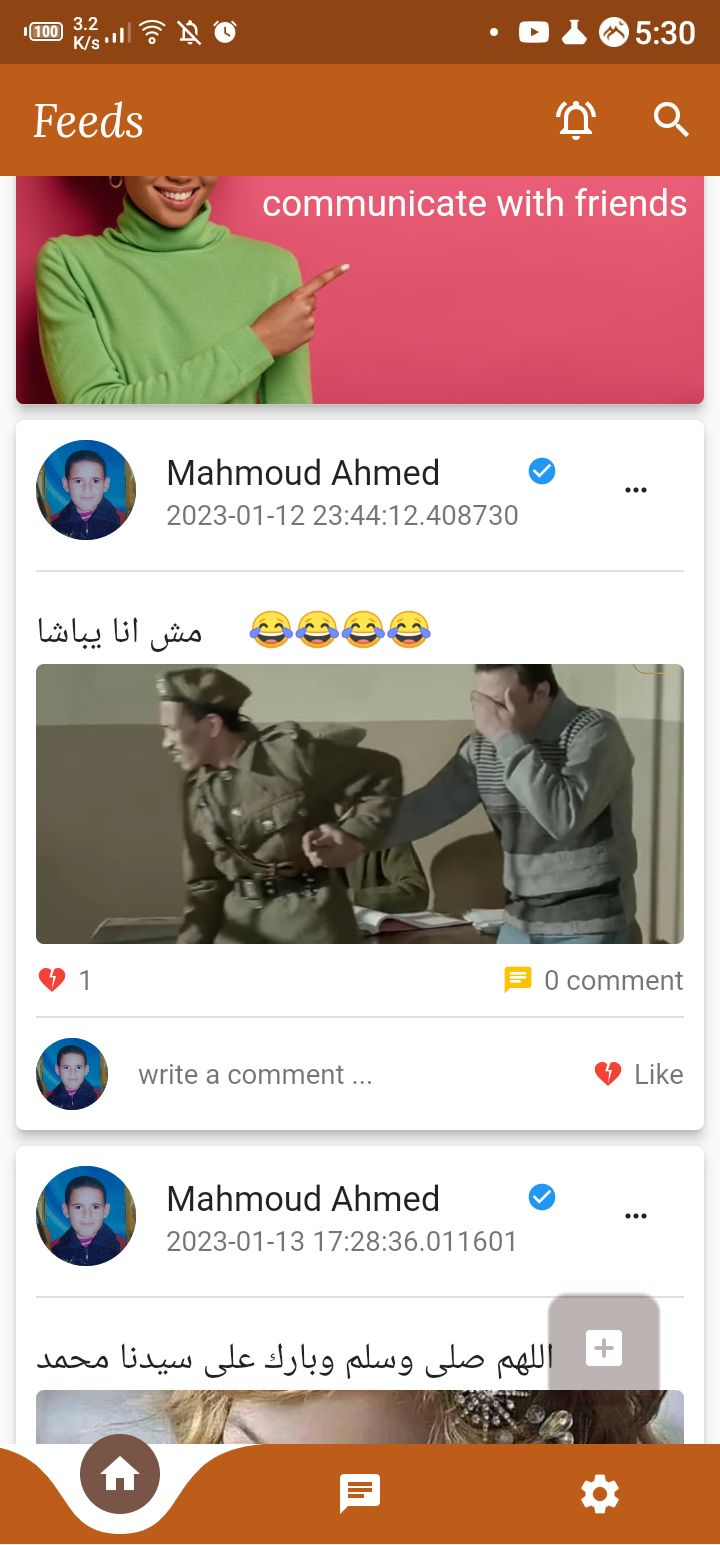 100 3.2 K/s 5:30
Feeds
communicate with friends
Mahmoud Ahmed
2023-01-12 23:44:12.408730
مش انا يباشا 😂😂😂😂
1 0 comment
write a comment ... Like
Mahmoud Ahmed
2023-01-13 17:28:36.011601
اللهم صلى وسلم وبارك على سيدنا محمد